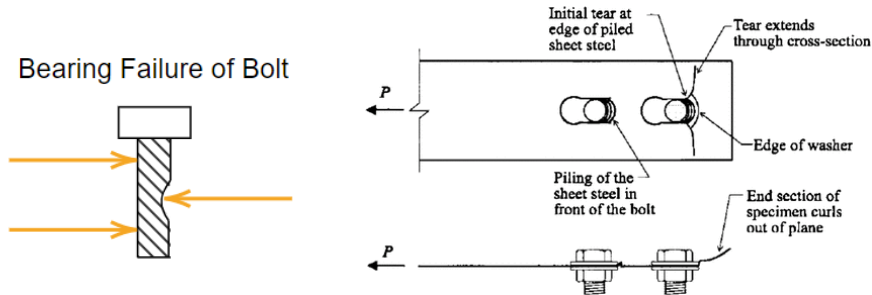 Bearing Failure of Bolt
Initial tear at
edge of piled
sheet steel
Tear extends
through cross-section
P
Edge of washer
Piling of the
sheet steel in
front of the bolt
End section of
specimen curls
out of plane
P